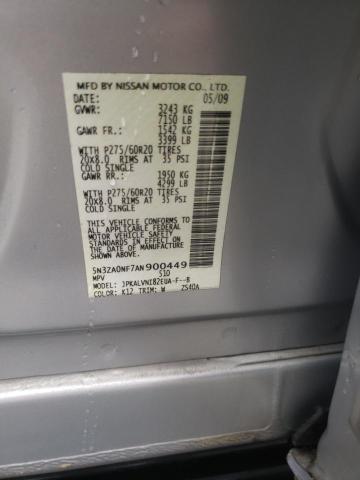 MFD BY NISSAN MOTOR CO., LTD.
DATE: 05/09
GVWR: 3243 KG
7150 LB
GAWR FR.: 1542 KG
3399 LB
WITH P275/60R20 TIRES
20X8.0 RIMS AT 35 PSI
COLD SINGLE
GAWR RR.: 1950 KG
4299 LB
WITH P275/60R20 TIRES
20X8.0 RIMS AT 35 PSI
COLD SINGLE
THIS VEHICLE CONFORMS TO ALL
OF APPLICABLE FEDERAL MOTOR
VEHICLE SAFETY STANDARDS IN
EFFECT ON THE DATE OF
MANUFACTURE SHOWN ABOVE.
5N3ZA0NF7AN900449
MPV S10
MODEL: JPKALVNI82EUA-F--B
COLOR: K12 TRIM: W ZS40A